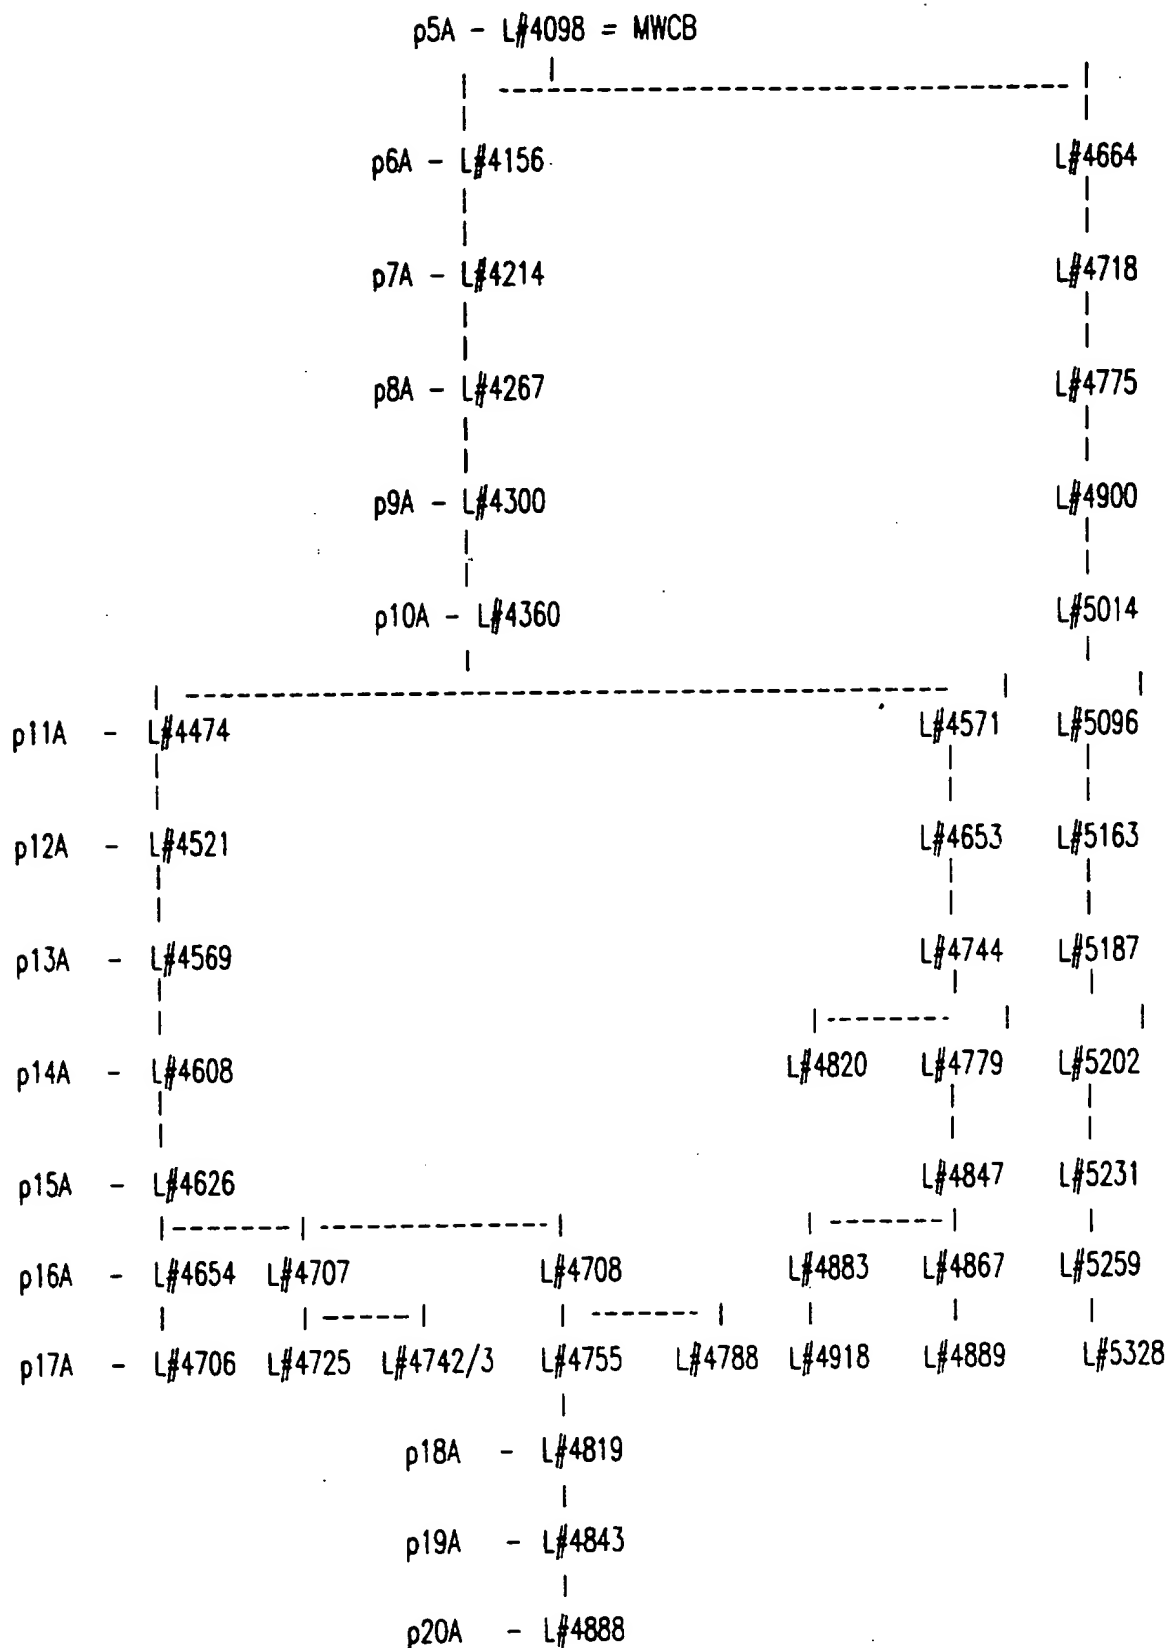 p5A - L#4098 = MWCB
p6A - L#4156 L#4664
p7A - L#4214 L#4718
p8A - L#4267 L#4775
p9A - L#4300 L#4900
p10A - L#4360 L#5014
p11A - L#4474 L#4571 L#5096
p12A - L#4521 L#4653 L#5163
p13A - L#4569 L#4744 L#5187
p14A - L#4608 L#4820 L#4779 L#5202
p15A - L#4626 L#4847 L#5231
p16A - L#4654 L#4707 L#4708 L#4883 L#4867 L#5259
p17A - L#4706 L#4725 L#4742/3 L#4755 L#4788 L#4918 L#4889 L#5328
p18A - L#4819
p19A - L#4843
p20A - L#4888